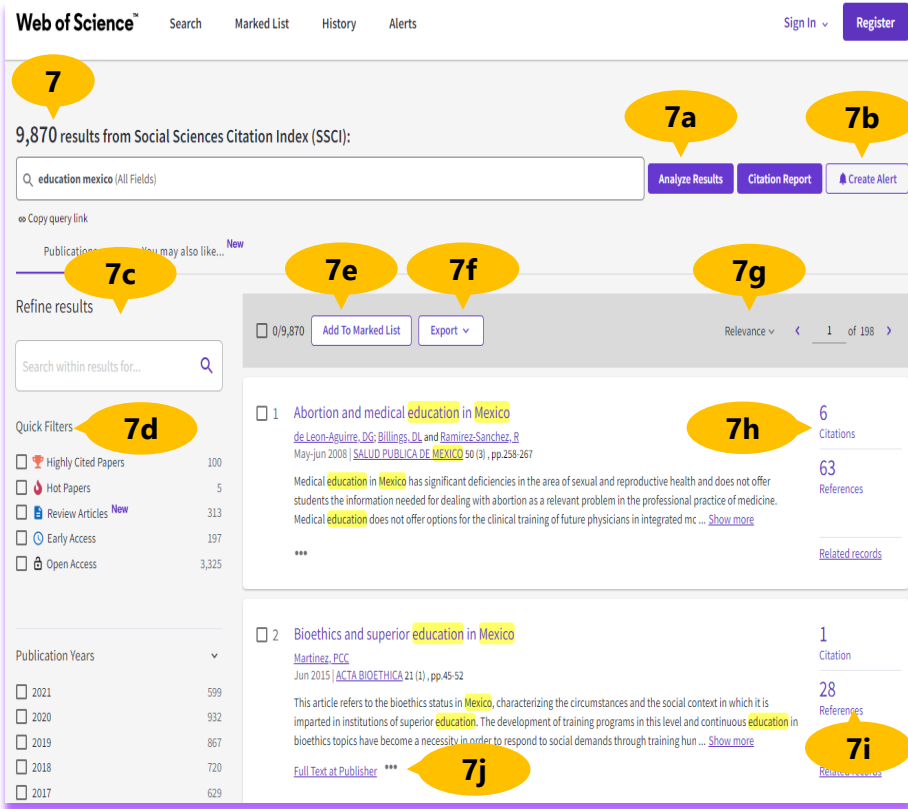 Web of Science™ Search Marked List History Alerts Sign In Register
7
7a
7b
9,870 results from Social Sciences Citation Index (SSCI):
education mexico (All Fields) Analyze Results Citation Report Create Alert
Copy query link
Publications You may also like... New
7c
7e
7f
7g
Refine results
0/9,870 Add To Marked List Export Relevance 1 of 198
Search within results for...
Quick Filters
7d
Highly Cited Papers 100
Hot Papers 5
Review Articles New 313
Early Access 197
Open Access 3,325
Publication Years
2021 599
2020 932
2019 867
2018 720
2017 629
1 Abortion and medical education in Mexico
de Leon-Aguirre, DG; Billings, DL and Ramirez-Sanchez, R
May-jun 2008 | SALUD PUBLICA DE MEXICO 50 (3) , pp.258-267
Medical education in Mexico has significant deficiencies in the area of sexual and reproductive health and does not offer
students the information needed for dealing with abortion as a relevant problem in the professional practice of medicine.
Medical education does not offer options for the clinical training of future physicians in integrated mc ... Show more
7h
6
Citations
63
References
Related records
2 Bioethics and superior education in Mexico
Martinez, PCC
Jun 2015 | ACTA BIOETHICA 21 (1) , pp.45-52
This article refers to the bioethics status in Mexico, characterizing the circumstances and the social context in which it is
imparted in institutions of superior education. The development of training programs in this level and continuous education in
bioethics topics have become a necessity in order to respond to social demands through training hun ... Show more
Full Text at Publisher
7j
1
Citation
28
References
7i
Related records